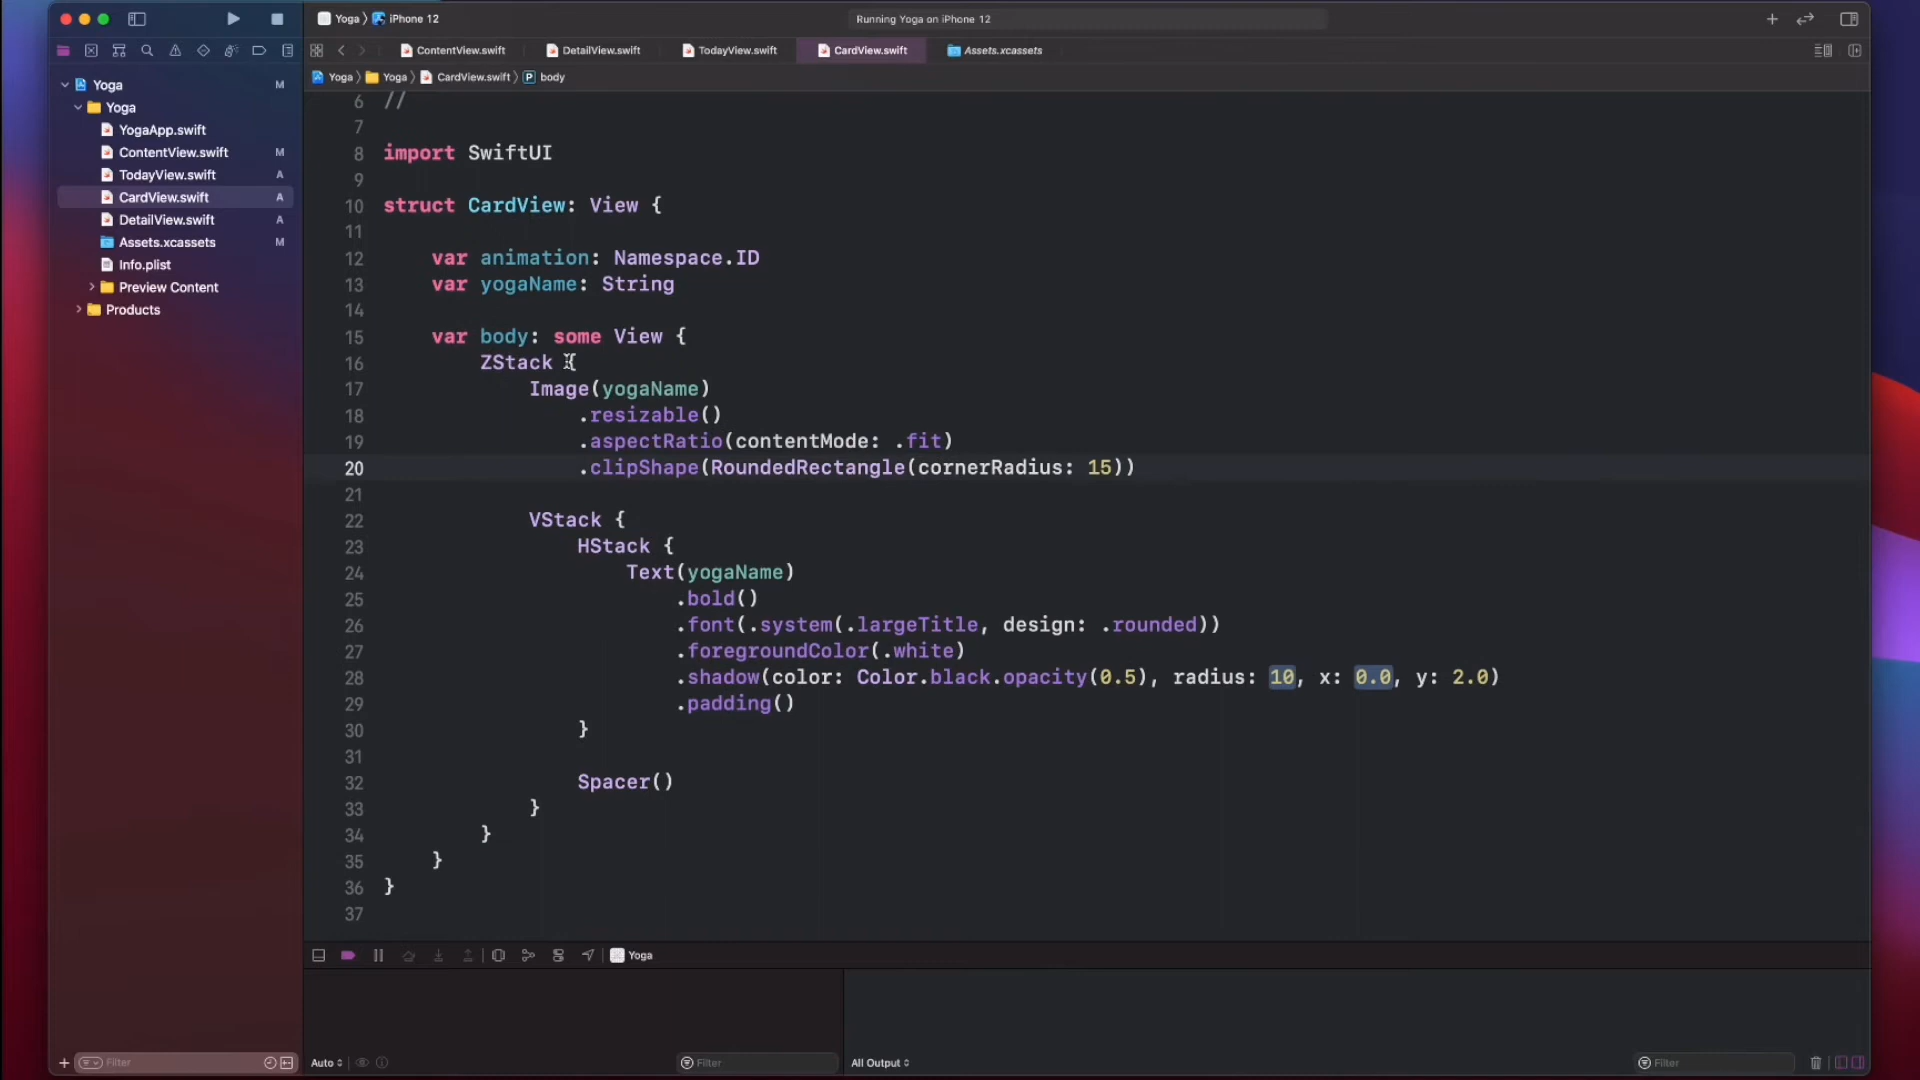 Yoga 〉 iPhone 12
Running Yoga on iPhone 12
ContentView.swift
DetailView.swift
TodayView.swift
CardView.swift
Assets.xcassets
Yoga 〉 Yoga 〉 CardView.swift 〉 P body
Yoga M
Yoga
YogaApp.swift
ContentView.swift M
TodayView.swift A
CardView.swift A
DetailView.swift A
Assets.xcassets M
Info.plist
Preview Content
Products
6 //
7
8 import SwiftUI
9
10 struct CardView: View {
11
12 var animation: Namespace.ID
13 var yogaName: String
14
15 var body: some View {
16 ZStack {
17 Image(yogaName)
18 .resizable()
19 .aspectRatio(contentMode: .fit)
20 .clipShape(RoundedRectangle(cornerRadius: 15))
21
22 VStack {
23 HStack {
24 Text(yogaName)
25 .bold()
26 .font(.system(.largeTitle, design: .rounded))
27 .foregroundColor(.white)
28 .shadow(color: Color.black.opacity(0.5), radius: 10, x: 0.0, y: 2.0)
29 .padding()
30 }
31
32 Spacer()
33 }
34 }
35 }
36 }
37
Yoga
Filter
Auto
Filter
All Output
Filter